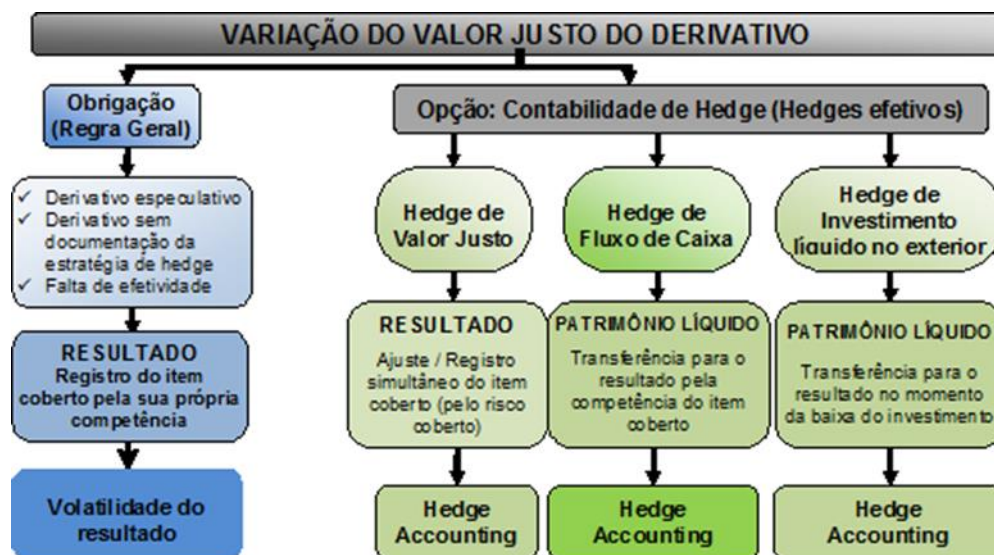 VARIAÇÃO DO VALOR JUSTO DO DERIVATIVO
Obrigação
(Regra Geral)
✓ Derivativo especulativo
✓ Derivativo sem
documentação da
estratégia de hedge
✓ Falta de efetividade
RESULTADO
Registro do item
coberto pela sua própria
competência
Volatilidade do
resultado
Opção: Contabilidade de Hedge (Hedges efetivos)
Hedge de
Valor Justo
RESULTADO
Ajuste / Registro
simultâneo do item
coberto (pelo risco
coberto)
Hedge
Accounting
Hedge de
Fluxo de Caixa
PATRIMÔNIO LÍQUIDO
Transferência para o
resultado pela
competência do item
coberto
Hedge
Accounting
Hedge de
Investimento
líquido no exterior
PATRIMÔNIO LÍQUIDO
Transferência para o
resultado no momento
da baixa do investimento
Hedge
Accounting